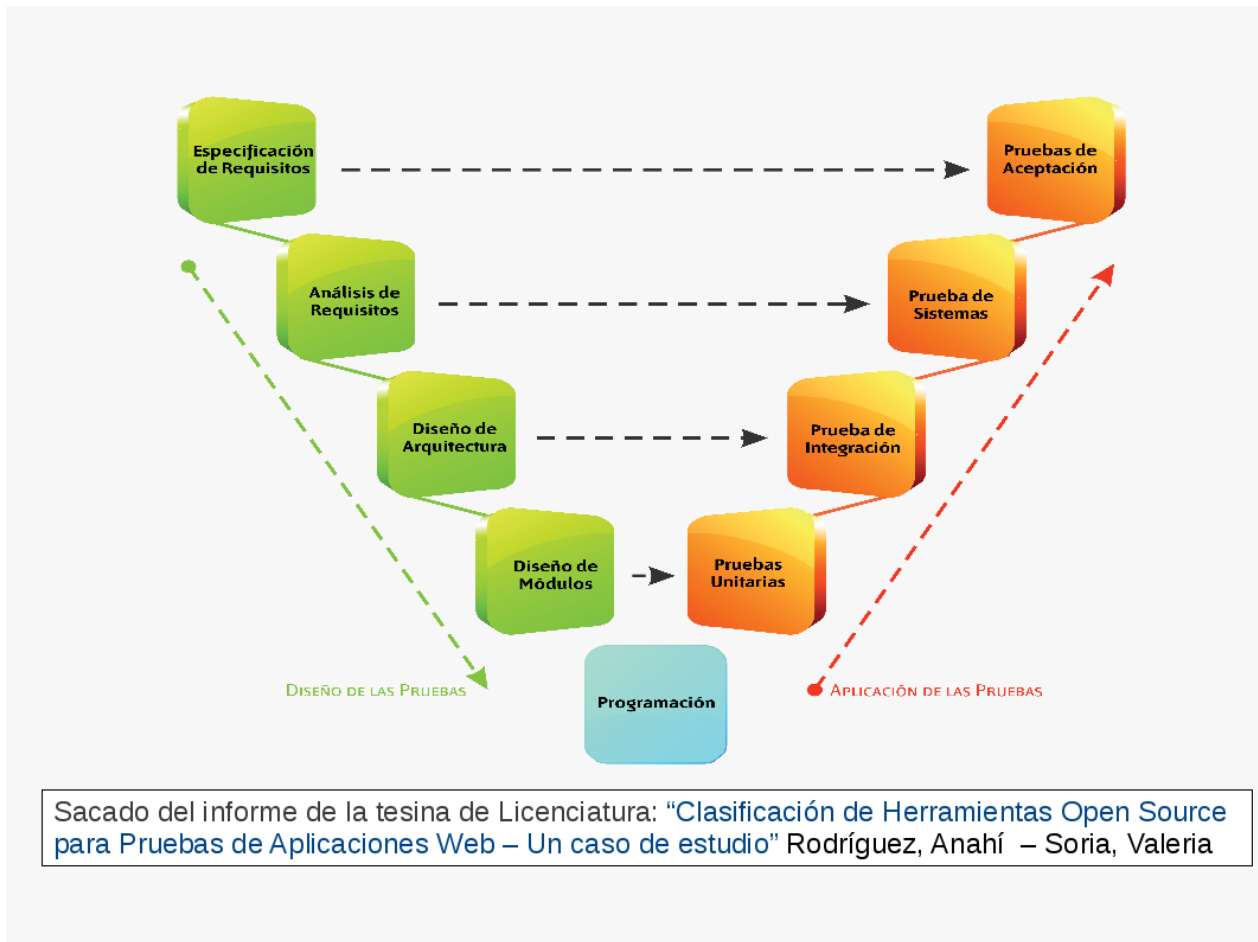 Especificación
de Requisitos
Pruebas de
Aceptación
Análisis de
Requisitos
Prueba de
Sistemas
Diseño de
Arquitectura
Prueba de
Integración
Diseño de
Módulos
Pruebas
Unitarias
Diseño de las Pruebas
Programación
Aplicación de las Pruebas
Sacado del informe de la tesina de Licenciatura: “Clasificación de Herramientas Open Source
para Pruebas de Aplicaciones Web – Un caso de estudio” Rodríguez, Anahí – Soria, Valeria